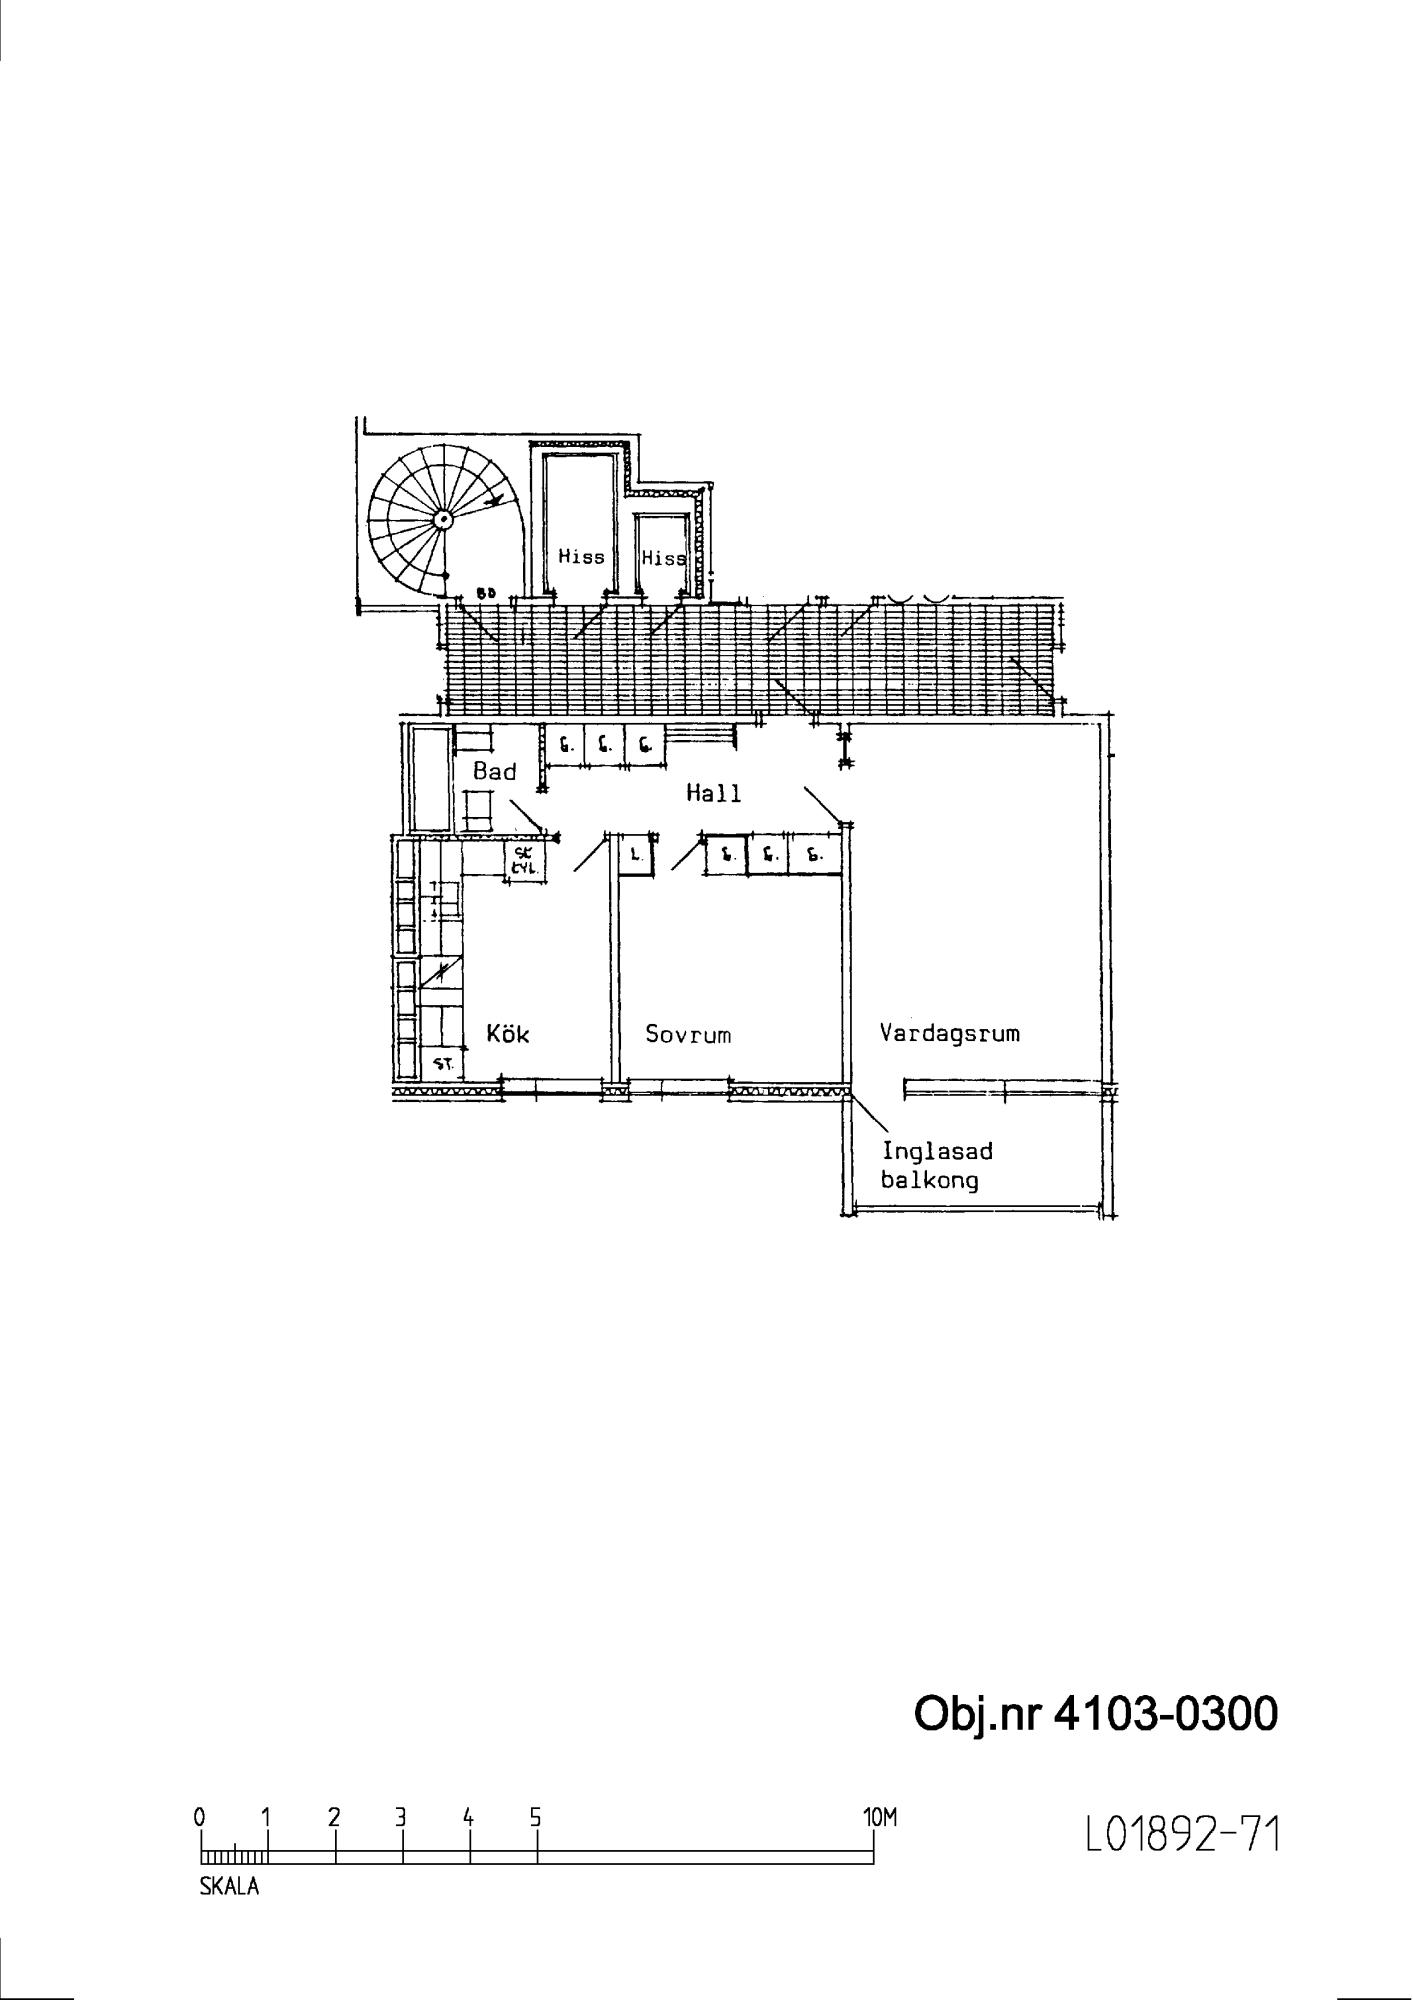 Hiss
Hiss
BD
G. G. G.
Bad
Hall
ST
L. G. G. G.
Kök
Sovrum
Vardagsrum
ST.
Inglasad
balkong
Obj.nr 4103-0300
0 1 2 3 4 5 10M
SKALA
L01892-71